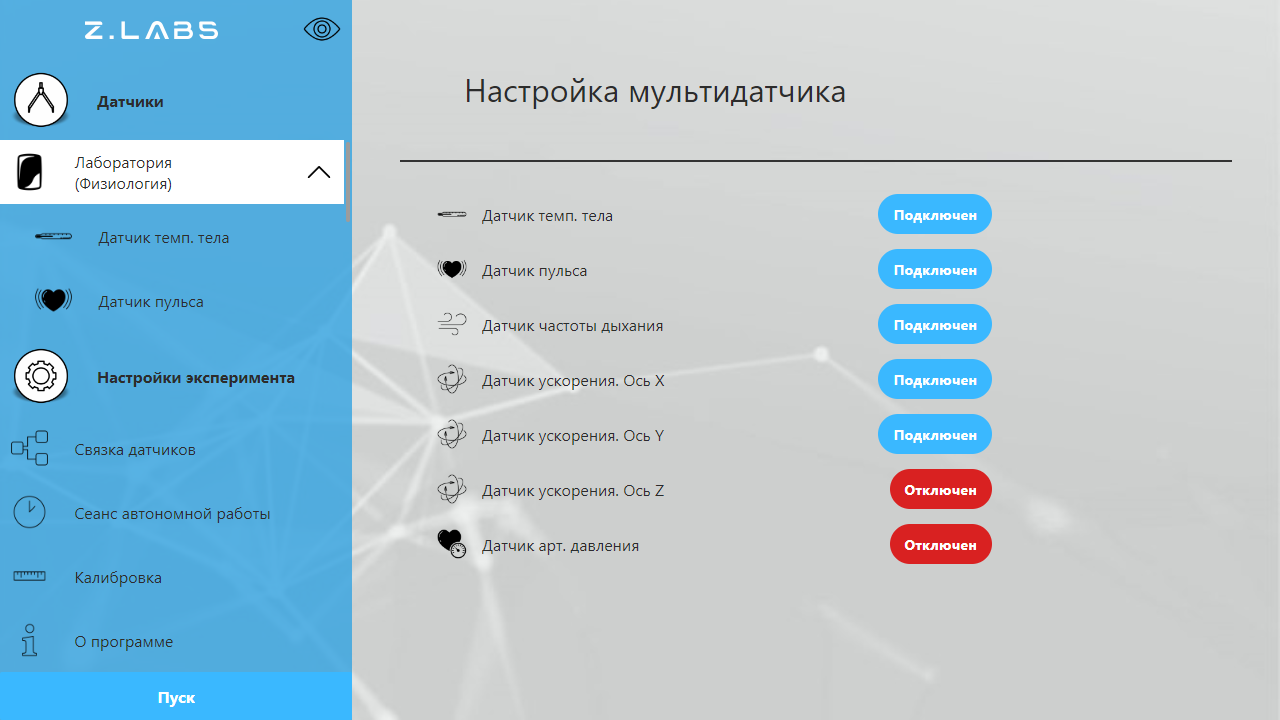 Z.LABS
Датчики
Лаборатория
(Физиология)
Датчик темп. тела
Датчик пульса
Настройки эксперимента
Связка датчиков
Сеанс автономной работы
Калибровка
О программе
Пуск
Настройка мультидатчика
Датчик темп. тела Подключен
Датчик пульса Подключен
Датчик частоты дыхания Подключен
Датчик ускорения. Ось X Подключен
Датчик ускорения. Ось Y Подключен
Датчик ускорения. Ось Z Отключен
Датчик арт. давления Отключен